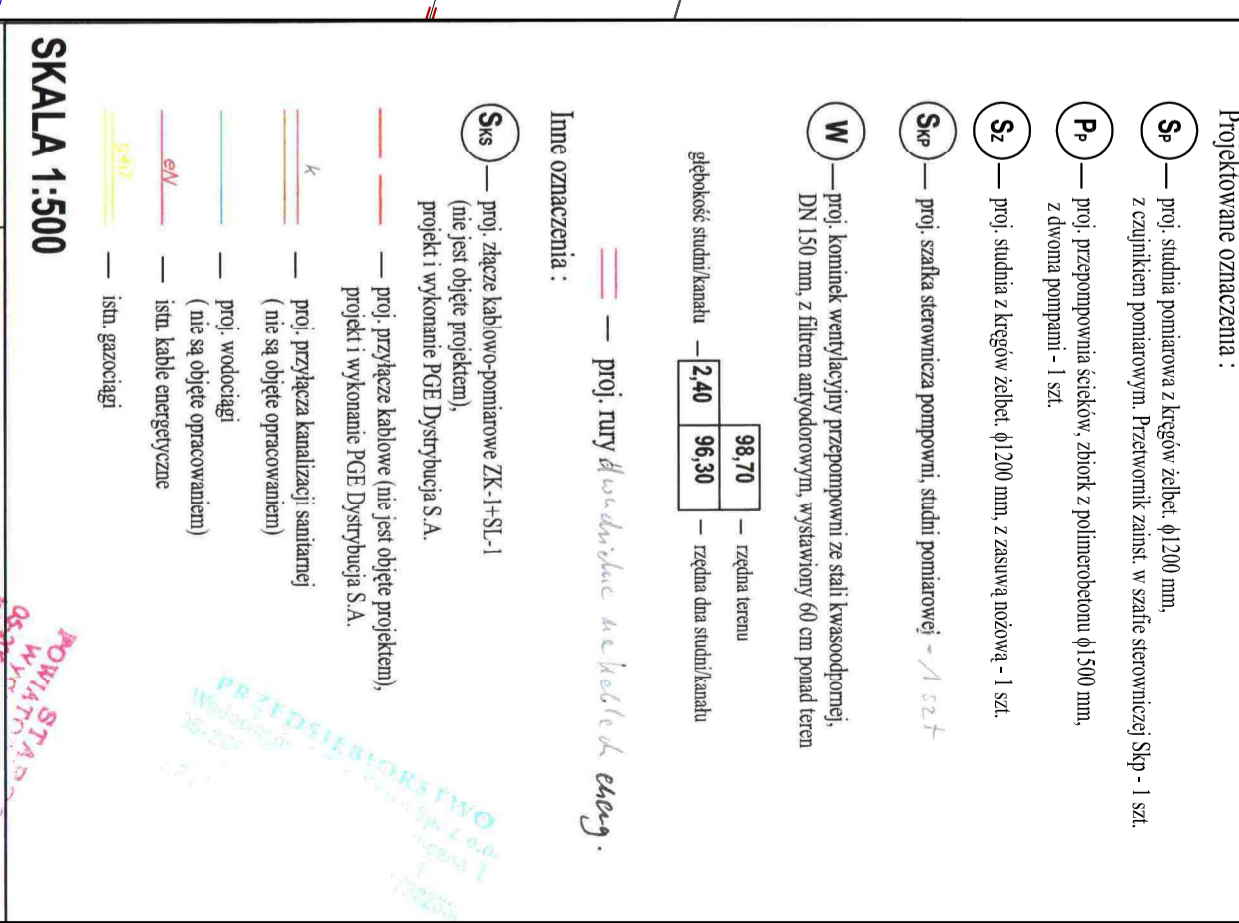 Projektowane oznaczenia :
SP — proj. studnia pomiarowa z kręgów żelbet. ϕ1200 mm,
z czujnikiem pomiarowym. Przetwornik zainst. w szafie sterowniczej Skp - 1 szt.
PP — proj. przepompownia ścieków, zbiork z polimerobetonu ϕ1500 mm,
z dwoma pompami - 1 szt.
SZ — proj. studnia z kręgów żelbet. ϕ1200 mm, z zasuwą nożową - 1 szt.
SKP — proj. szafka sterownicza pompowni, studni pomiarowej - 1 szt
W — proj. kominek wentylacyjny przepompowni ze stali kwasoodpornej,
DN 150 mm, z filtrem antyodorowym, wystawiony 60 cm ponad teren
98,70 — rzędna terenu
głębokość studni/kanału — 2,40 96,30 — rzędna dna studni/kanału
— proj. rury dwudzielne na kablach energ.
Inne oznaczenia :
SKS — proj. złącze kablowo-pomiarowe ZK-1+SL-1
(nie jest objęte projektem),
projekt i wykonanie PGE Dystrybucja S.A.
— proj. przyłącze kablowe (nie jest objęte projektem),
projekt i wykonanie PGE Dystrybucja S.A.
k — proj. przyłącza kanalizacji sanitarnej
( nie są objęte opracowaniem)
— proj. wodociągi
( nie są objęte opracowaniem)
eN — istn. kable energetyczne
— istn. gazociągi
SKALA 1:500
PRZEDSIĘBIORSTWO
Sp. z o.o.
POWIAT STAR